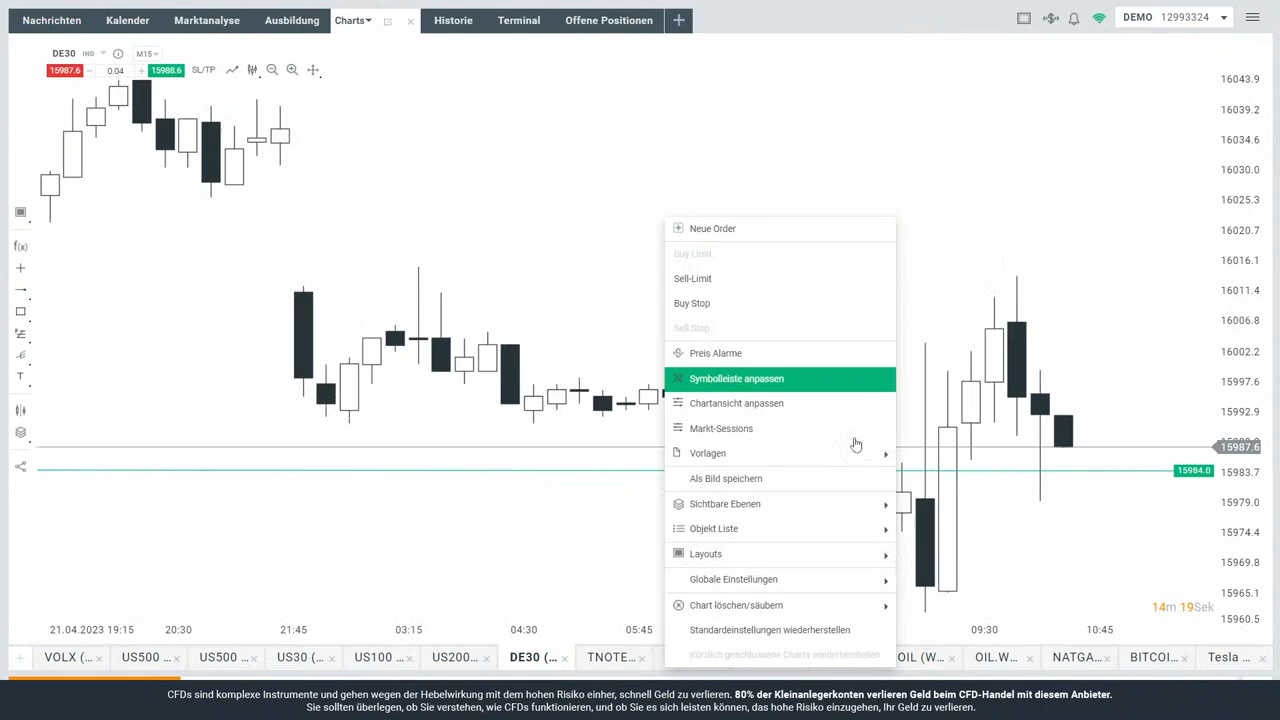 Nachrichten Kalender Marktanalyse Ausbildung Charts Historie Terminal Offene Positionen DEMO 12993324
DE30 IND M15
15987.6 0.04 15988.6 SL/TP
16043.9
16039.2
16034.6
16030.0
16025.3
16020.7
16016.1
16011.4
16006.8
16002.2
15997.6
15992.9
15987.6
15984.0
15983.7
15979.0
15974.4
15969.7
15965.1
15960.5
f(x)
T
Neue Order
Buy Limit
Sell-Limit
Buy Stop
Sell Stop
Preis Alarme
Symbolleiste anpassen
Chartansicht anpassen
Markt-Sessions
Vorlagen
Als Bild speichern
Sichtbare Ebenen
Objekt Liste
Layouts
Globale Einstellungen
Chart löschen/säubern
Standardeinstellungen wiederherstellen
Kürzlich geschlossene Charts wiederherstellen
14m 19Sek
21.04.2023 19:15 20:30 21:45 03:15 04:30 05:45 09:30 10:45
VOLX (... US500 ... US500 ... US30 (... US100 ... US200... DE30 (... TNOTE... OIL (W... OIL.W... NATGA... BITCOI... Tesla ...
CFDs sind komplexe Instrumente und gehen wegen der Hebelwirkung mit dem hohen Risiko einher, schnell Geld zu verlieren. 80% der Kleinanlegerkonten verlieren Geld beim CFD-Handel mit diesem Anbieter.
Sie sollten überlegen, ob Sie verstehen, wie CFDs funktionieren, und ob Sie es sich leisten können, das hohe Risiko einzugehen, Ihr Geld zu verlieren.